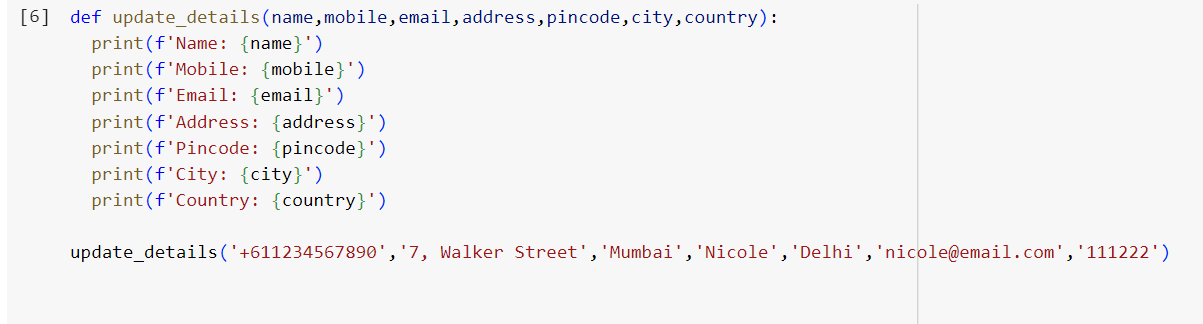 [6] def update_details(name,mobile,email,address,pincode,city,country):
print(f'Name: {name}')
print(f'Mobile: {mobile}')
print(f'Email: {email}')
print(f'Address: {address}')
print(f'Pincode: {pincode}')
print(f'City: {city}')
print(f'Country: {country}')
update_details('+611234567890','7, Walker Street','Mumbai','Nicole','Delhi','nicole@email.com','111222')